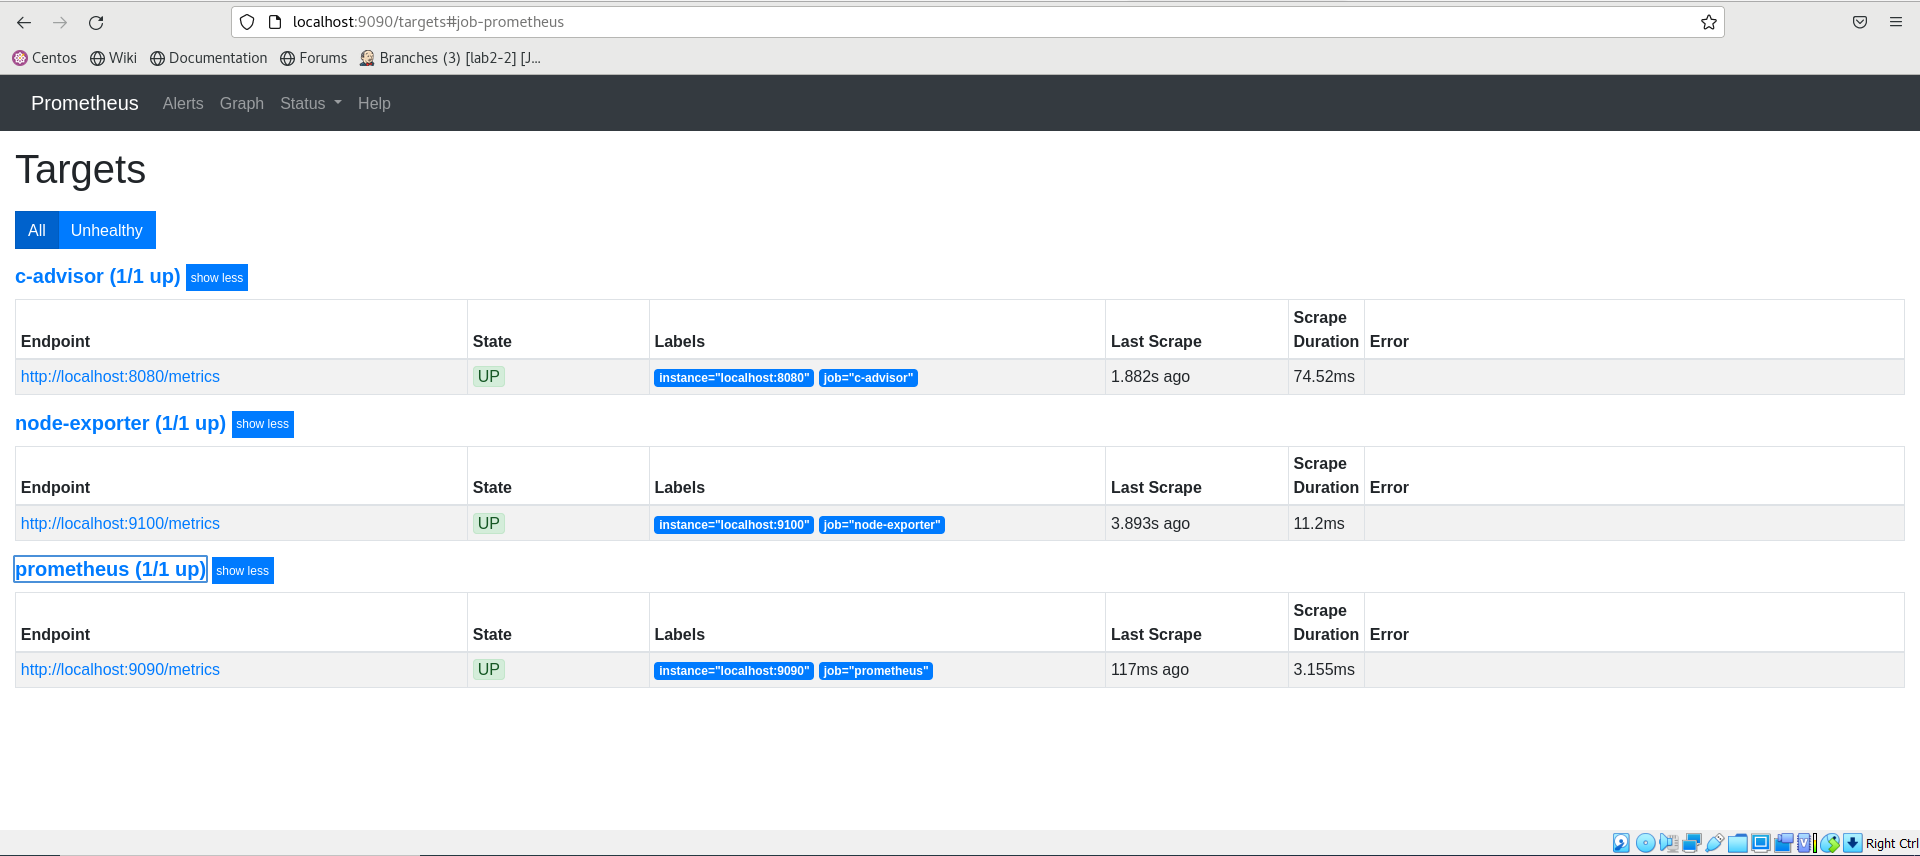 localhost:9090/targets#job-prometheus
Centos Wiki Documentation Forums Branches (3) [lab2-2] [J...
Prometheus Alerts Graph Status Help
Targets
All Unhealthy
c-advisor (1/1 up) show less
Endpoint State Labels Last Scrape Scrape Duration Error
http://localhost:8080/metrics UP instance="localhost:8080" job="c-advisor" 1.882s ago 74.52ms
node-exporter (1/1 up) show less
Endpoint State Labels Last Scrape Scrape Duration Error
http://localhost:9100/metrics UP instance="localhost:9100" job="node-exporter" 3.893s ago 11.2ms
prometheus (1/1 up) show less
Endpoint State Labels Last Scrape Scrape Duration Error
http://localhost:9090/metrics UP instance="localhost:9090" job="prometheus" 117ms ago 3.155ms
Right Ctrl